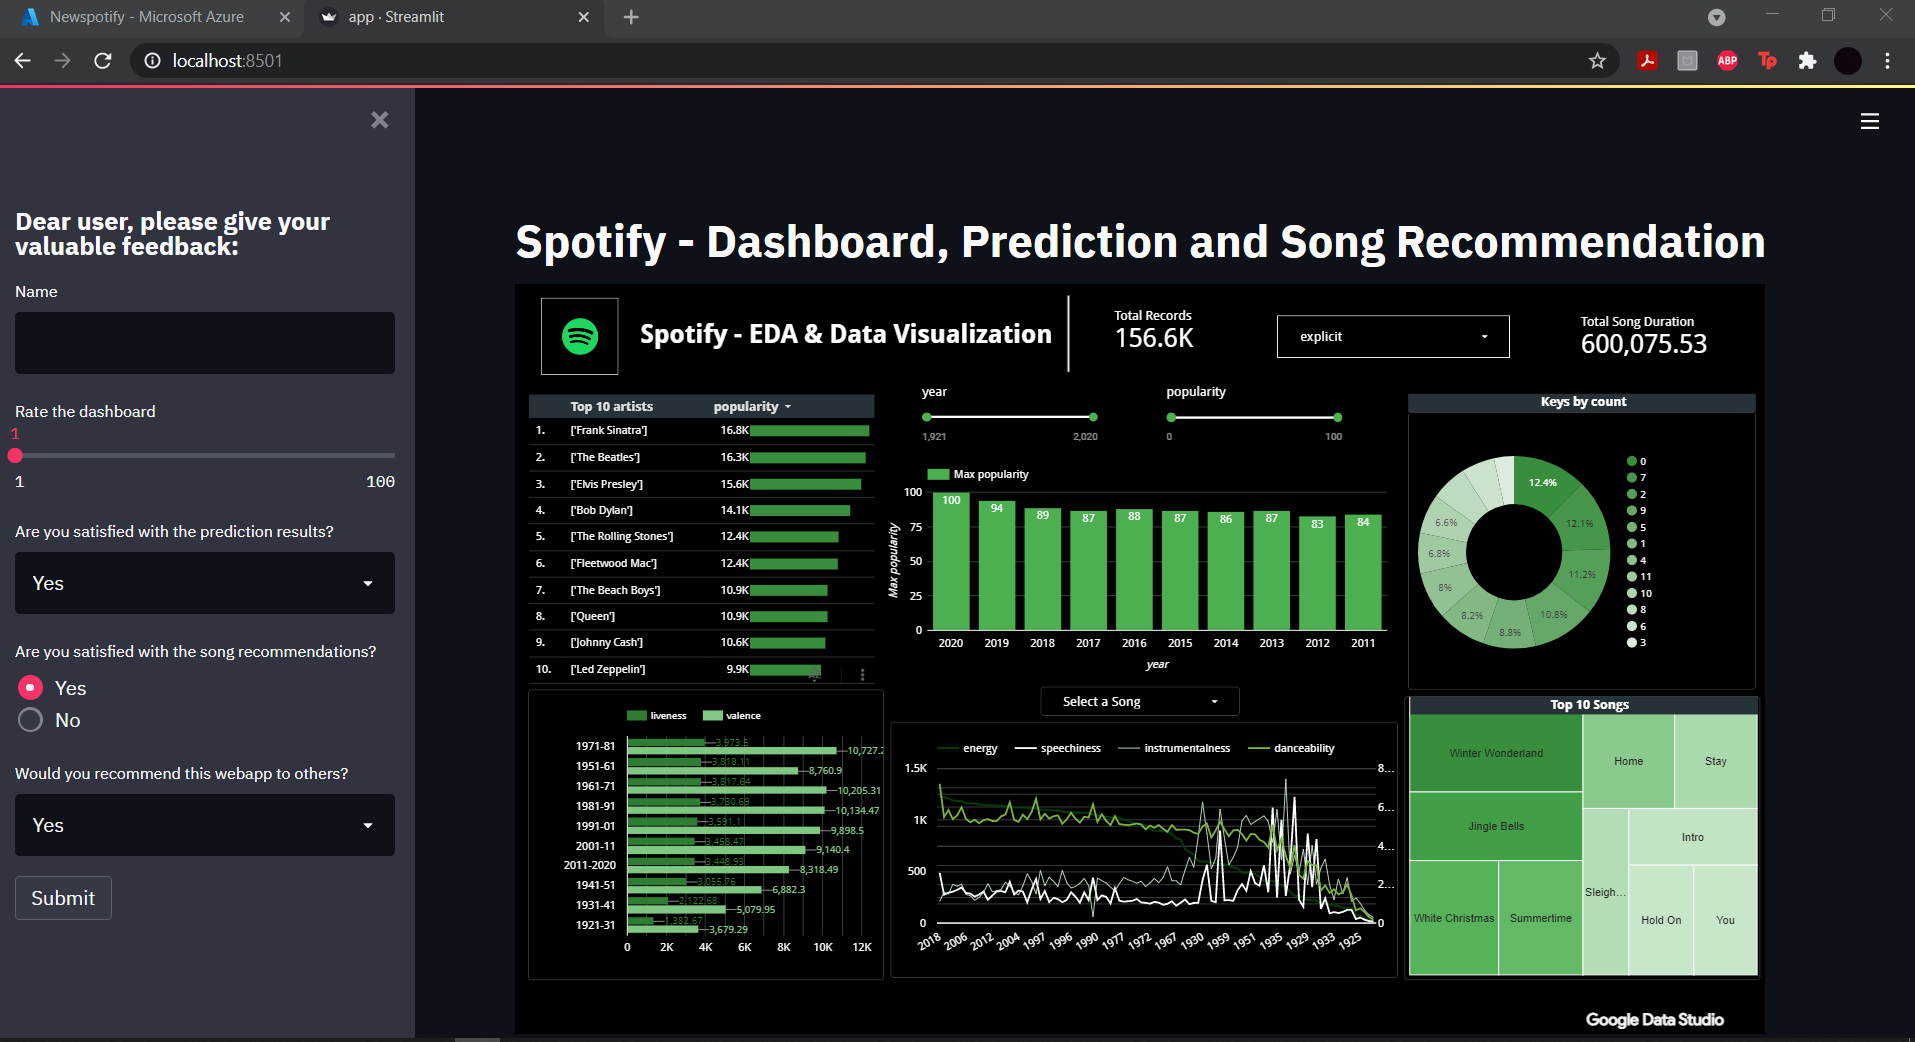 Newspotify - Microsoft Azure
app · Streamlit
localhost:8501
ABP
Tp
Dear user, please give your
valuable feedback:
Name
Rate the dashboard
1
1 100
Are you satisfied with the prediction results?
Yes
Are you satisfied with the song recommendations?
Yes
No
Would you recommend this webapp to others?
Yes
Submit
Spotify - Dashboard, Prediction and Song Recommendation
Spotify - EDA & Data Visualization
Total Records
156.6K
explicit
Total Song Duration
600,075.53
Top 10 artists popularity
1. ['Frank Sinatra'] 16.8K
2. ['The Beatles'] 16.3K
3. ['Elvis Presley'] 15.6K
4. ['Bob Dylan'] 14.1K
5. ['The Rolling Stones'] 12.4K
6. ['Fleetwood Mac'] 12.4K
7. ['The Beach Boys'] 10.9K
8. ['Queen'] 10.9K
9. ['Johnny Cash'] 10.6K
10. ['Led Zeppelin'] 9.9K
year
1,921 2,020
popularity
0 100
Max popularity
100
75
50
25
0
Max popularity
100 94 89 87 88 87 86 87 83 84
2020 2019 2018 2017 2016 2015 2014 2013 2012 2011
year
Keys by count
12.4%
12.1%
11.2%
10.8%
8.8%
8.2%
8%
6.8%
6.6%
0
7
2
9
5
1
4
11
10
8
6
3
liveness valence
1971-81 3,973.5 10,727.2
1951-61 3,818.11 8,760.9
1961-71 3,817.64 10,205.31
1981-91 3,730.69 10,134.47
1991-01 3,591.1 9,898.5
2001-11 3,458.47 9,140.4
2011-2020 3,448.93 8,318.49
1941-51 3,055.76 6,882.3
1931-41 2,122.68 5,079.95
1921-31 1,382.67 3,679.29
0 2K 4K 6K 8K 10K 12K
Select a Song
energy speechiness instrumentalness danceability
1.5K
1K
500
0
8...
6...
4...
2...
0
2018 2006 2012 2004 1997 1996 1990 1977 1972 1967 1930 1959 1951 1935 1929 1933 1925
Top 10 Songs
Winter Wonderland
Jingle Bells
White Christmas
Summertime
Home
Stay
Sleigh...
Intro
Hold On
You
Google Data Studio